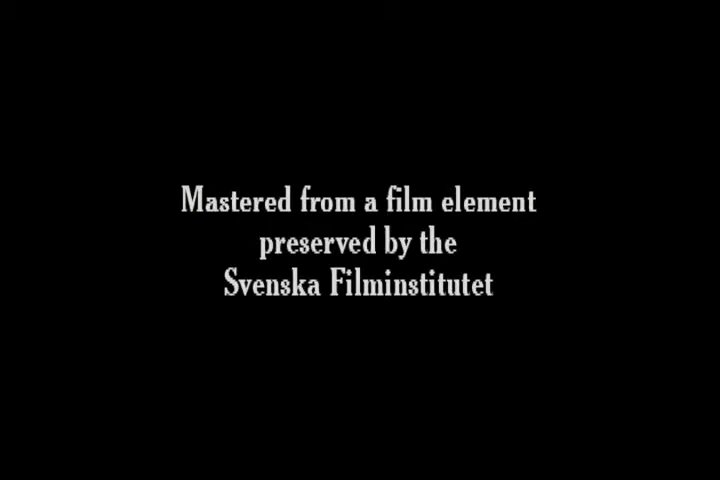 Mastered from a film element
preserved by the
Svenska Filminstitutet